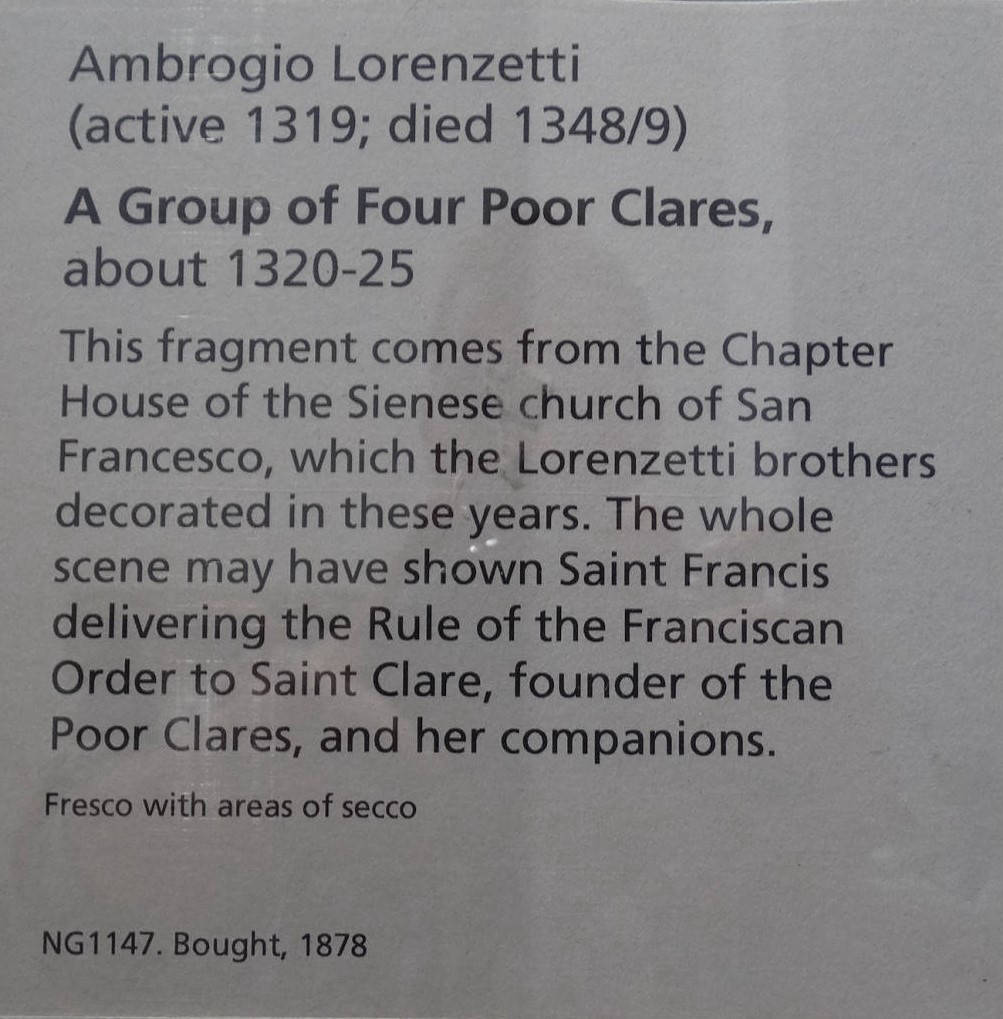 Ambrogio Lorenzetti
(active 1319; died 1348/9)
A Group of Four Poor Clares,
about 1320-25
This fragment comes from the Chapter
House of the Sienese church of San
Francesco, which the Lorenzetti brothers
decorated in these years. The whole
scene may have shown Saint Francis
delivering the Rule of the Franciscan
Order to Saint Clare, founder of the
Poor Clares, and her companions.
Fresco with areas of secco
NG1147. Bought, 1878